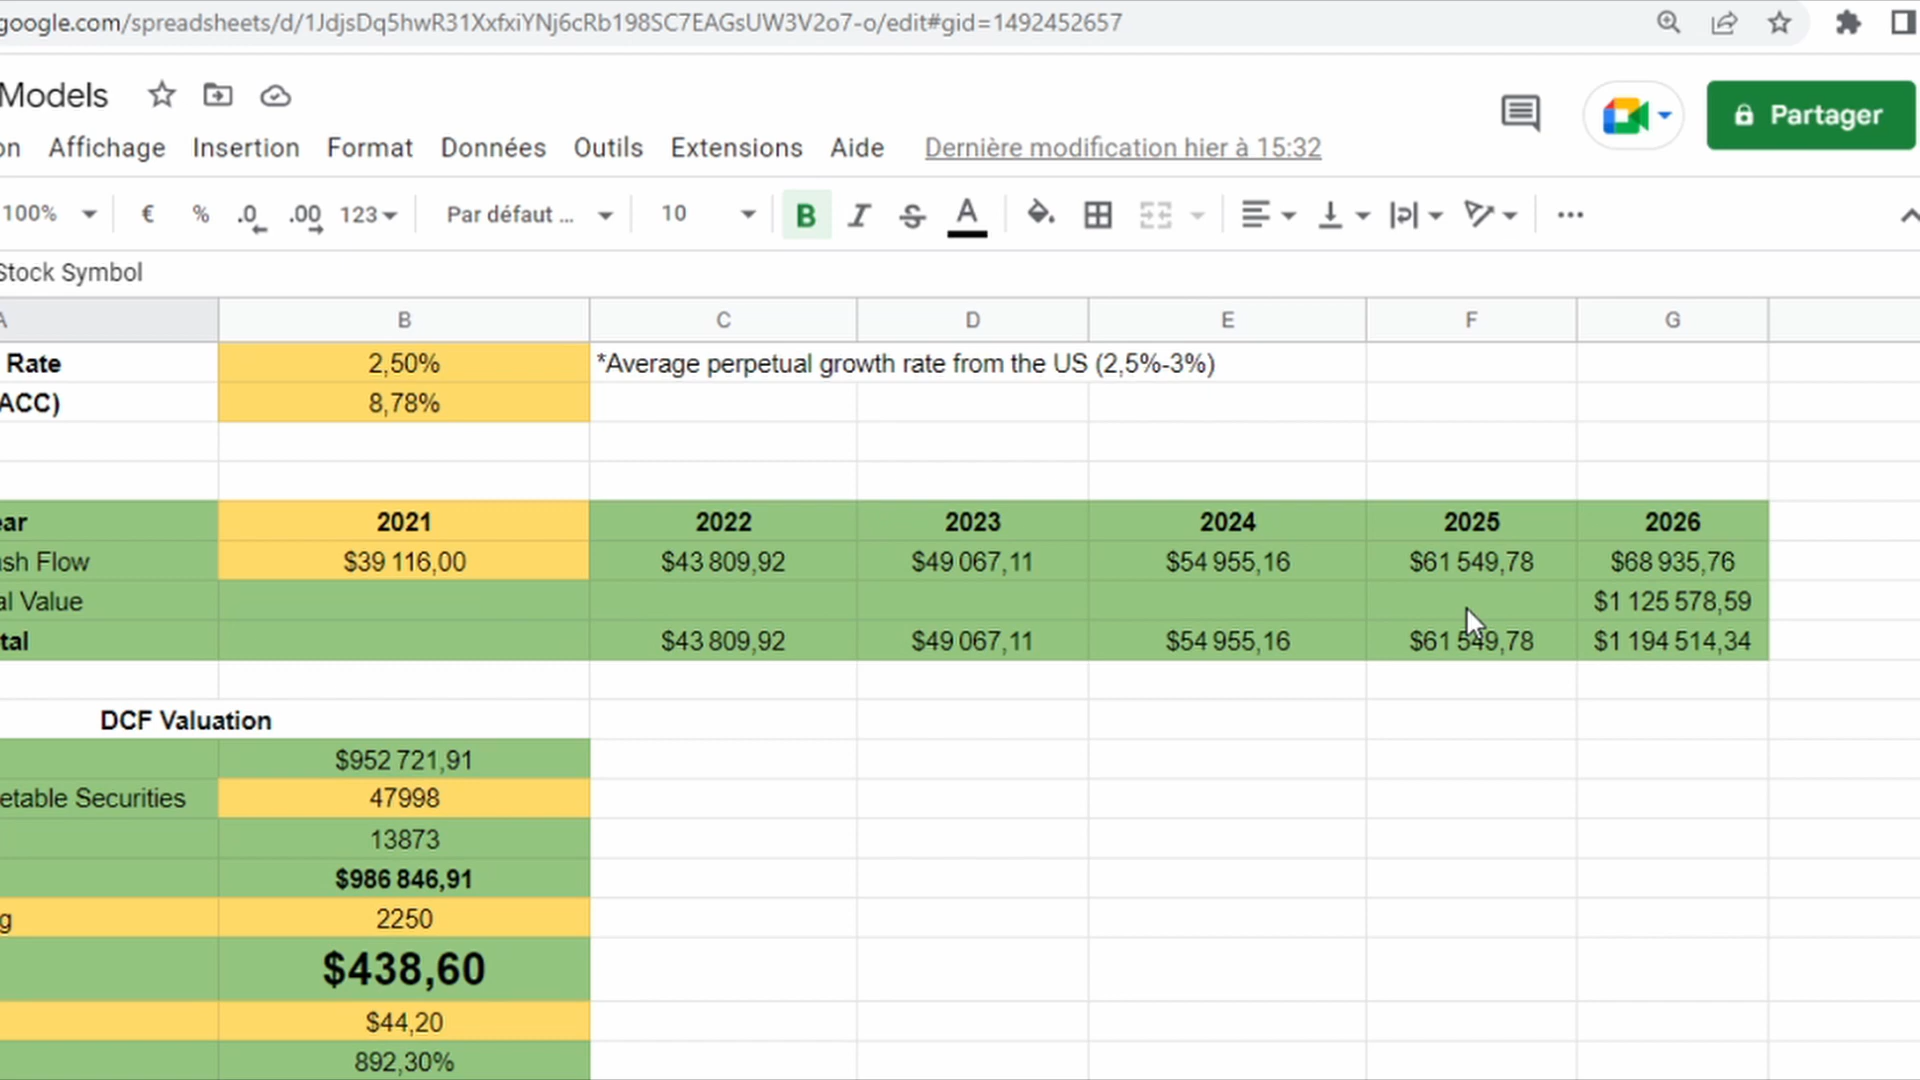 google.com/spreadsheets/d/1JdjsDq5hwR31XxfxiYNj6cRb198SC7EAGsUW3V2o7-o/edit#gid=1492452657
Models
Partager
on Affichage Insertion Format Données Outils Extensions Aide Dernière modification hier à 15:32
100% € % .0 .00 123 Par défaut ... 10 B I S A
Stock Symbol
A B C D E F G
Rate 2,50% *Average perpetual growth rate from the US (2,5%-3%)
ACC) 8,78%
ear 2021 2022 2023 2024 2025 2026
ash Flow $39 116,00 $43 809,92 $49 067,11 $54 955,16 $61 549,78 $68 935,76
al Value $1 125 578,59
tal $43 809,92 $49 067,11 $54 955,16 $61 549,78 $1 194 514,34
DCF Valuation
$952 721,91
etable Securities 47998
13873
$986 846,91
g 2250
$438,60
$44,20
892,30%